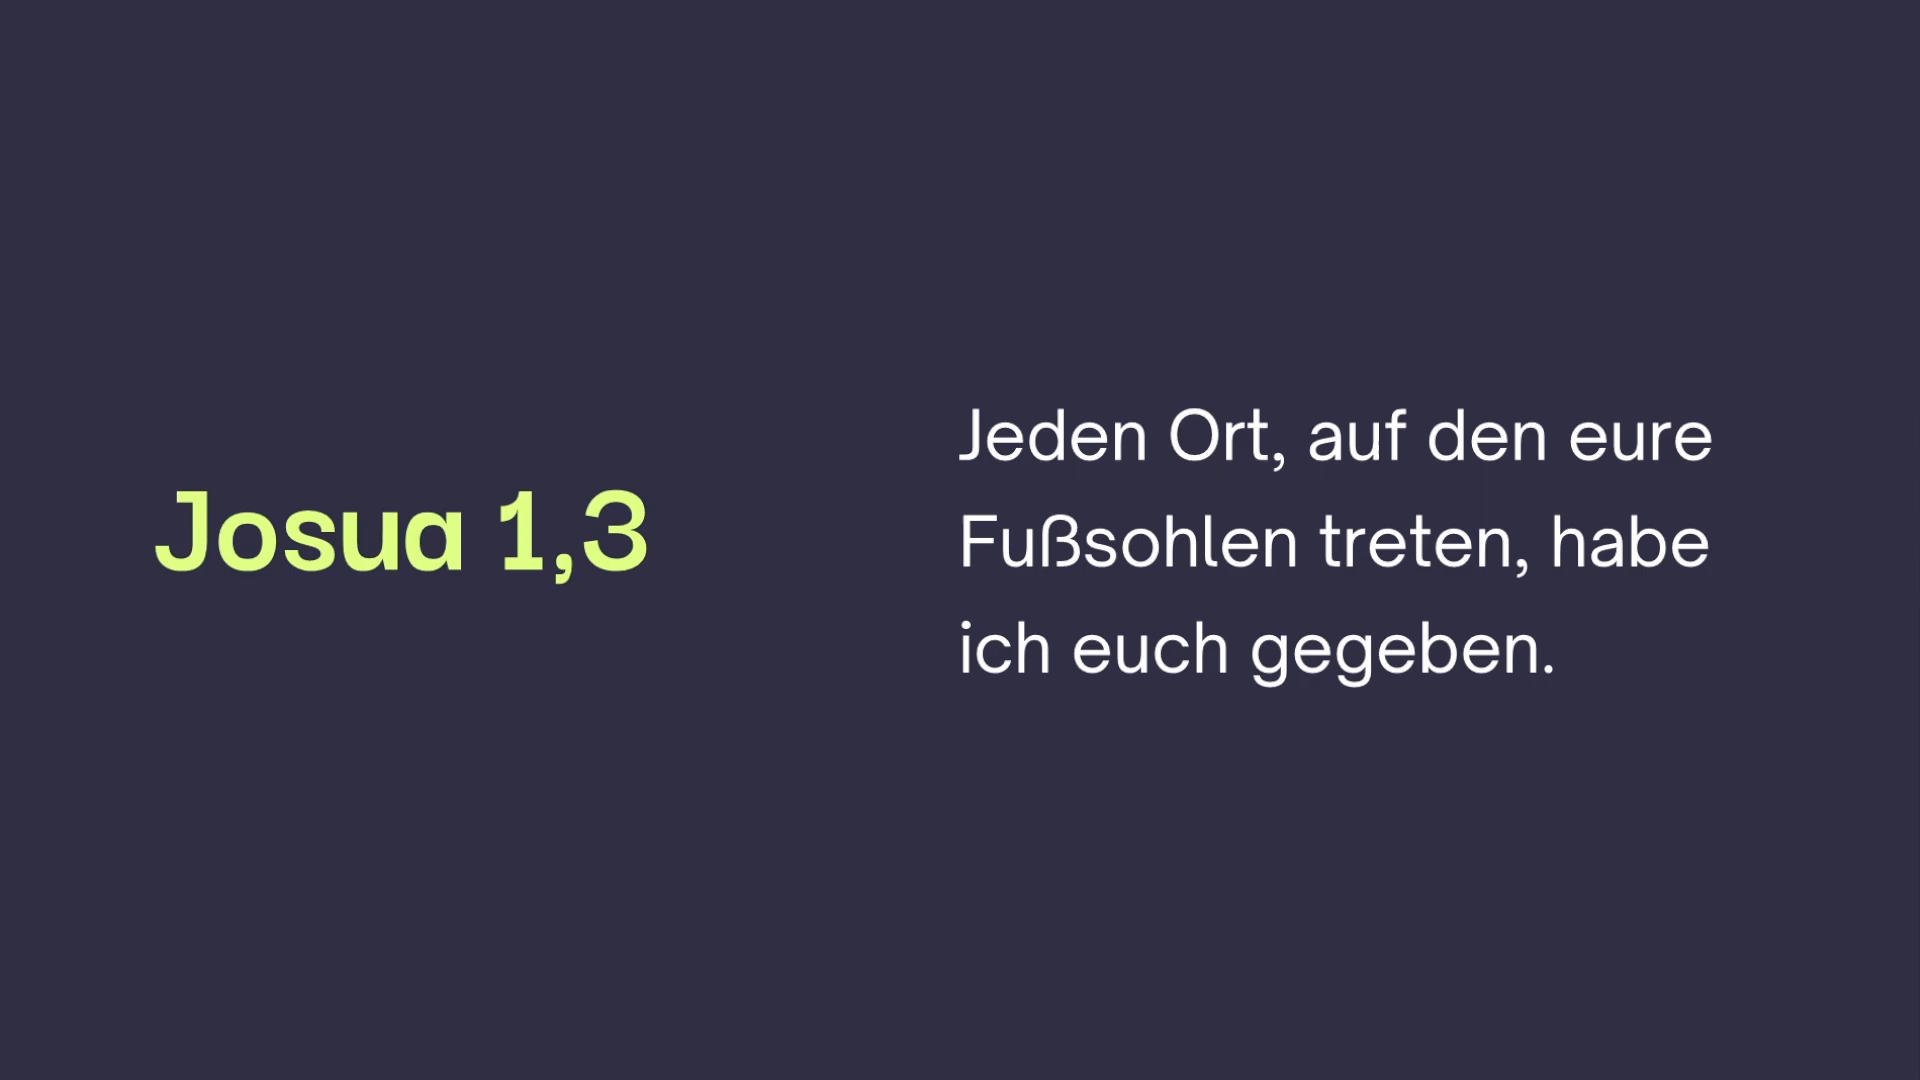 Josua 1,3
Jeden Ort, auf den eure
Fußsohlen treten, habe
ich euch gegeben.